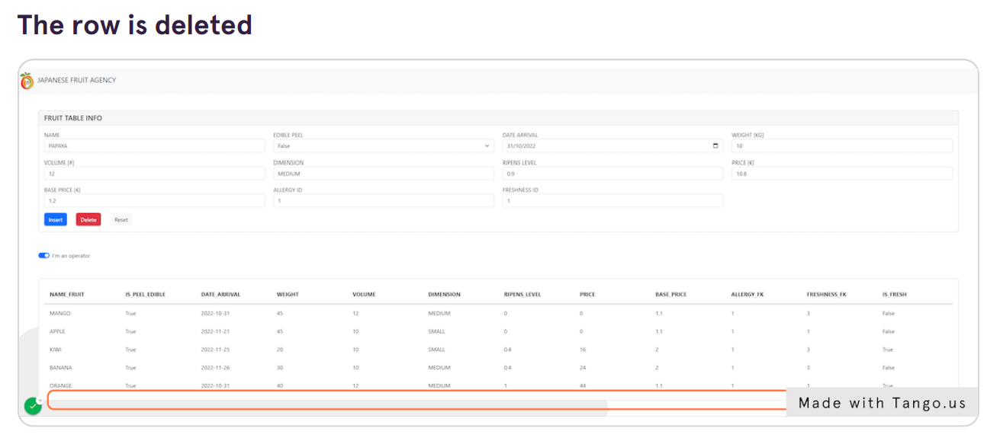 The row is deleted
JAPANESE FRUIT AGENCY
FRUIT TABLE INFO
NAME EDIBLE PEEL DATE ARRIVAL WEIGHT [KG]
PAPAYA False 31/10/2022 10
VOLUME [#] DIMENSION RIPENS LEVEL PRICE [€]
12 MEDIUM 0.9 10.8
BASE PRICE [€] ALLERGY ID FRESHNESS ID
1.2 1 1
Insert Delete Reset
I'm an operator
NAME_FRUIT IS_PEEL_EDIBLE DATE_ARRIVAL WEIGHT VOLUME DIMENSION RIPENS_LEVEL PRICE BASE_PRICE ALLERGY_FK FRESHNESS_FK IS_FRESH
MANGO True 2022-10-31 45 12 MEDIUM 0 0 1.1 1 3 False
APPLE True 2022-11-21 45 10 SMALL 0 0 1.1 1 1 False
KIWI True 2022-11-25 20 10 SMALL 0.4 16 2 1 3 True
BANANA True 2022-11-26 30 10 MEDIUM 0.4 24 2 1 3 False
ORANGE True 2022-10-31 40 12 MEDIUM 1 44 1.1 1 1 True
Made with Tango.us